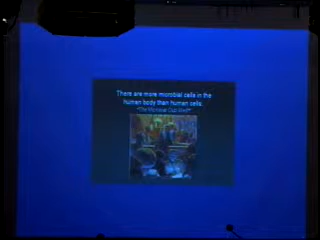 There are more microbial cells in the
human body than human cells: